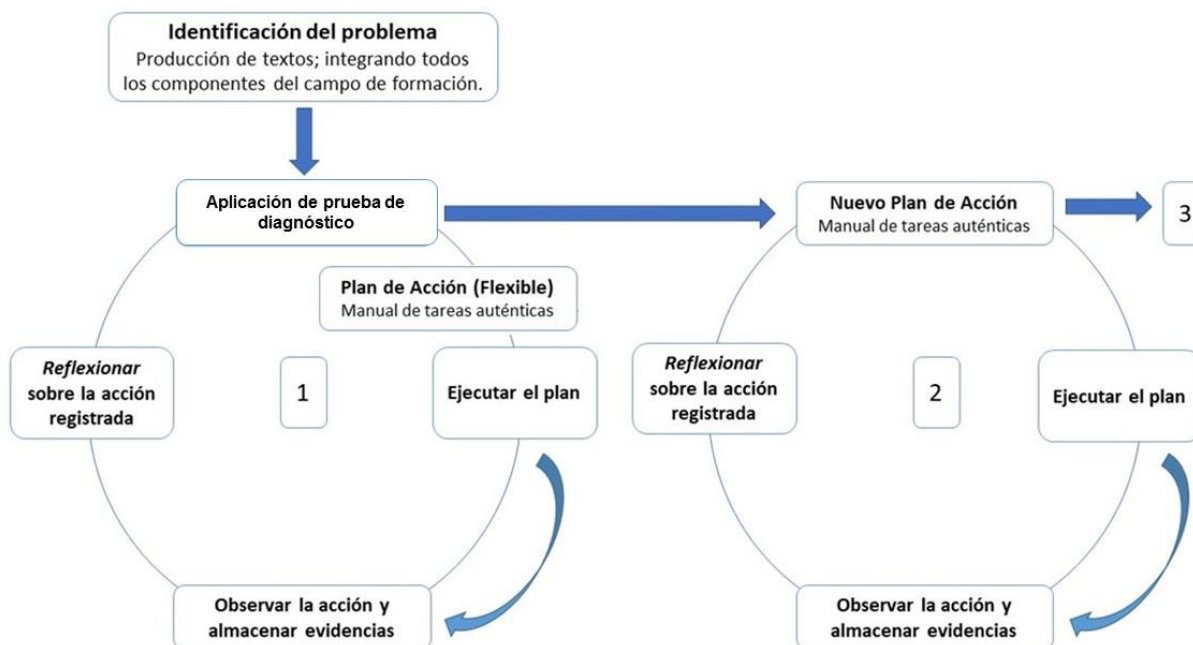 Identificación del problema
Producción de textos; integrando todos
los componentes del campo de formación.
Aplicación de prueba de
diagnóstico
Plan de Acción (Flexible)
Manual de tareas auténticas
Reflexionar
sobre la acción
registrada
1
Ejecutar el plan
Observar la acción y
almacenar evidencias
Nuevo Plan de Acción
Manual de tareas auténticas
3
Reflexionar
sobre la acción
registrada
2
Ejecutar el plan
Observar la acción y
almacenar evidencias